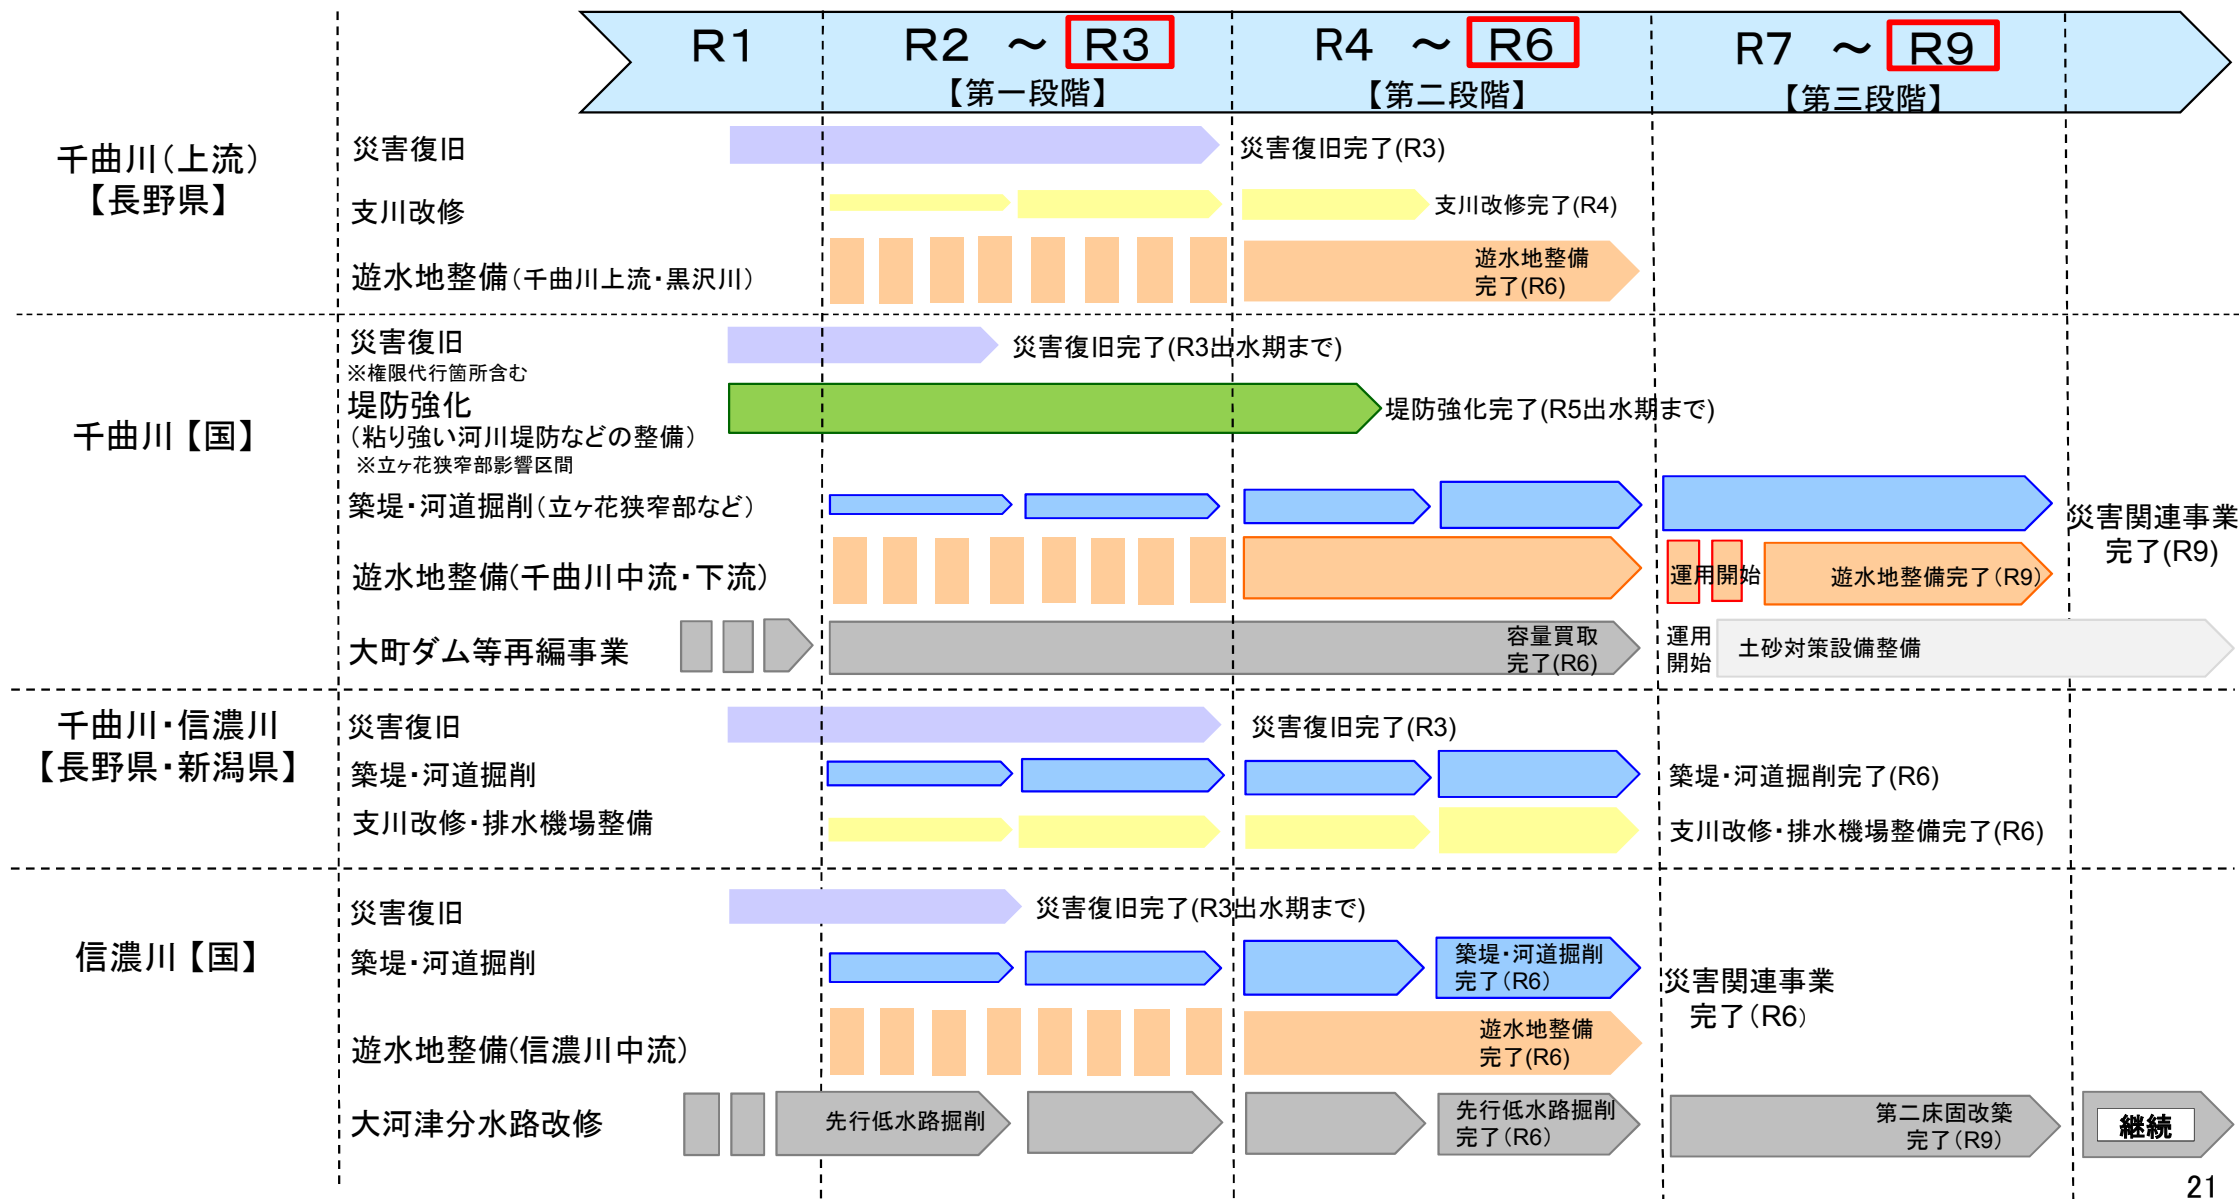 R1
R2 ～ R3
【第一段階】
R4 ～ R6
【第二段階】
R7 ～ R9
【第三段階】
千曲川(上流)
【長野県】
災害復旧
災害復旧完了(R3)
支川改修
支川改修完了(R4)
遊水地整備(千曲川上流・黒沢川)
遊水地整備
完了(R6)
千曲川【国】
災害復旧
※権限代行箇所含む
災害復旧完了(R3出水期まで)
堤防強化
(粘り強い河川堤防などの整備)
※立ヶ花狭窄部影響区間
堤防強化完了(R5出水期まで)
築堤・河道掘削(立ヶ花狭窄部など)
災害関連事業
完了(R9)
遊水地整備(千曲川中流・下流)
運用開始
遊水地整備完了(R9)
大町ダム等再編事業
容量買取
完了(R6)
運用
開始
土砂対策設備整備
千曲川・信濃川
【長野県・新潟県】
災害復旧
災害復旧完了(R3)
築堤・河道掘削
築堤・河道掘削完了(R6)
支川改修・排水機場整備
支川改修・排水機場整備完了(R6)
信濃川【国】
災害復旧
災害復旧完了(R3出水期まで)
築堤・河道掘削
築堤・河道掘削
完了(R6)
災害関連事業
完了(R6)
遊水地整備(信濃川中流)
遊水地整備
完了(R6)
大河津分水路改修
先行低水路掘削
先行低水路掘削
完了(R6)
第二床固改築
完了(R9)
継続
21